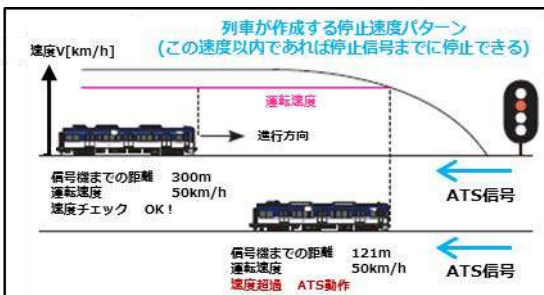 列車が作成する停止速度パターン
(この速度以内であれば停止信号までに停止できる)
速度V[km/h]
運転速度
進行方向
信号機までの距離 300m
運転速度 50km/h
速度チェック OK！
ATS信号
信号機までの距離 121m
運転速度 50km/h
速度超過 ATS動作
ATS信号